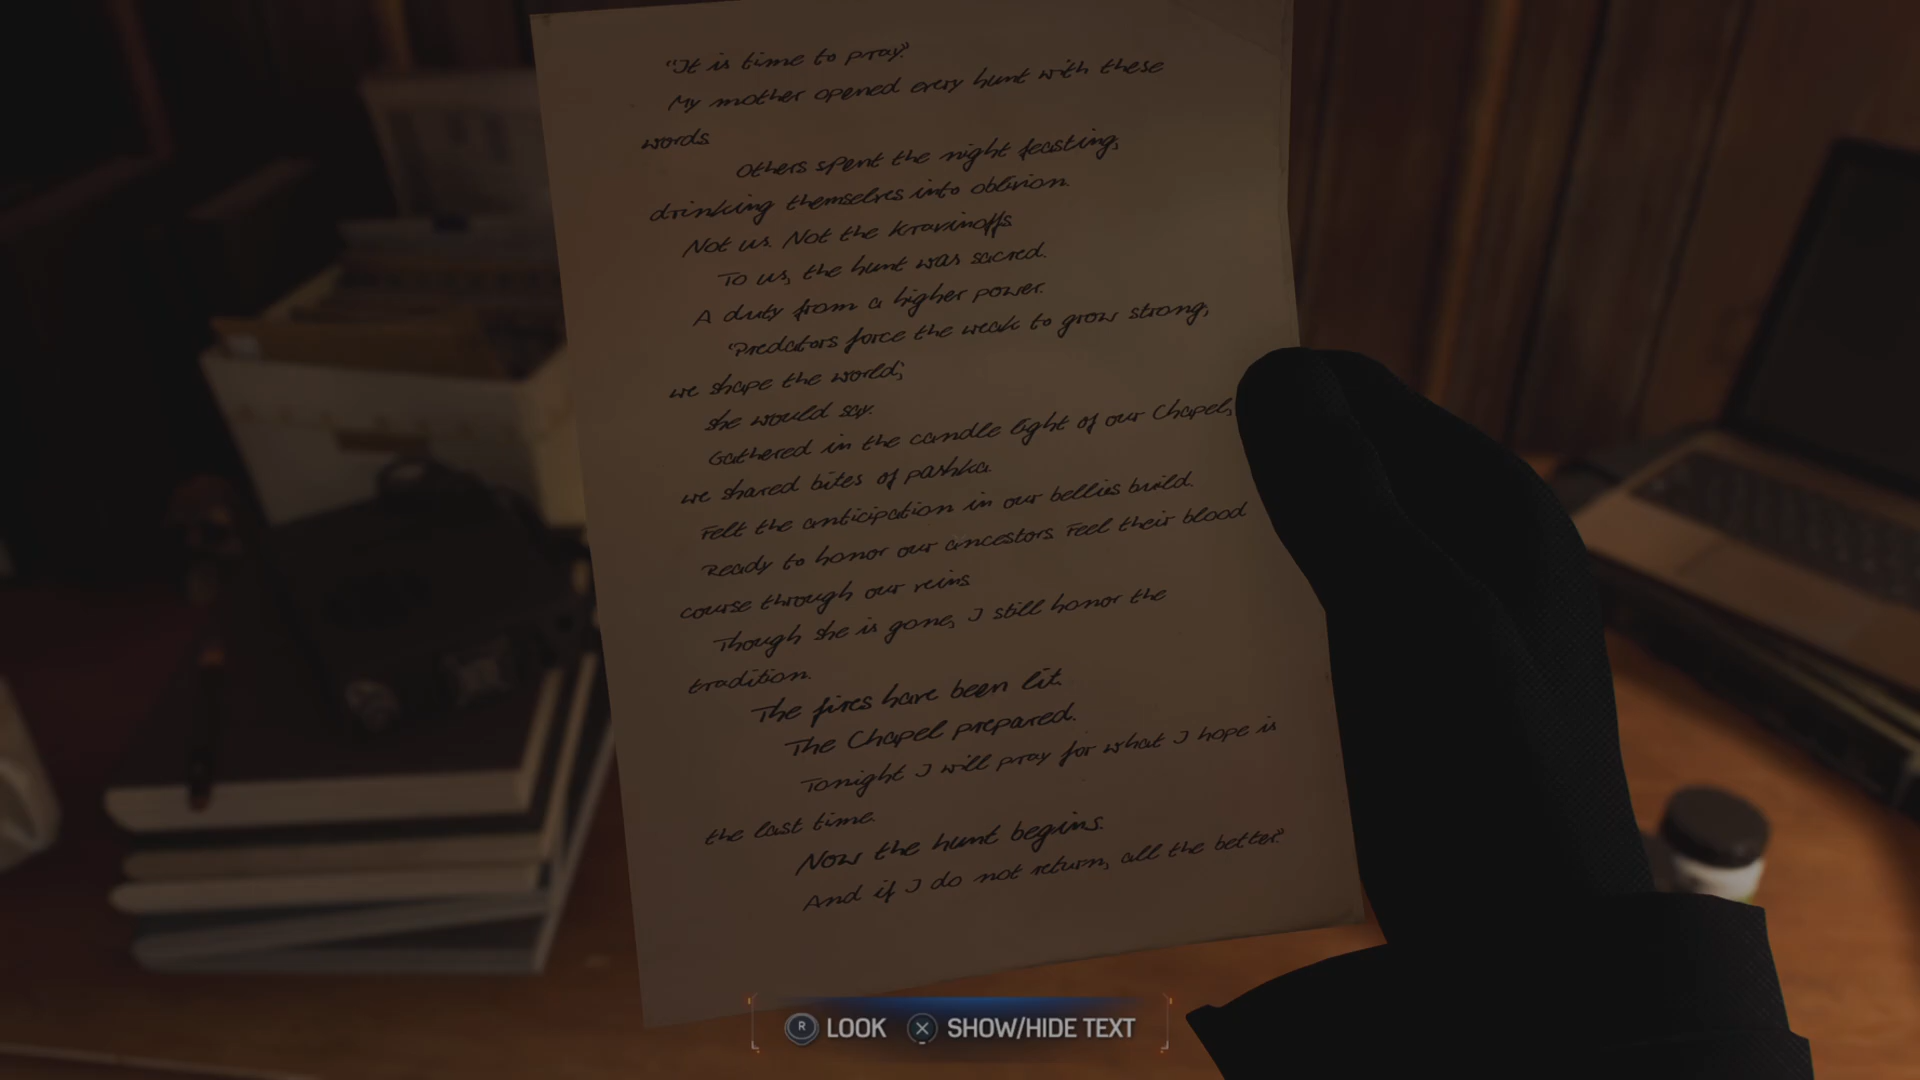 "It is time to pray."
My mother opened every hunt with these
words.
Others spent the night feasting,
drinking themselves into oblivion.
Not us. Not the Kravinoffs
To us, the hunt was sacred.
A duty from a higher power.
"Predators force the weak to grow strong,
we shape the world,"
she would say.
Gathered in the candle light of our Chapel,
we shared bites of pashka.
Felt the anticipation in our bellies build.
Ready to honor our ancestors. Feel their blood
course through our veins
Though she is gone, I still honor the
tradition.
The fires have been lit.
The Chapel prepared.
Tonight I will pray for what I hope is
the last time.
Now the hunt begins.
And if I do not return, all the better."
R LOOK SHOW/HIDE TEXT